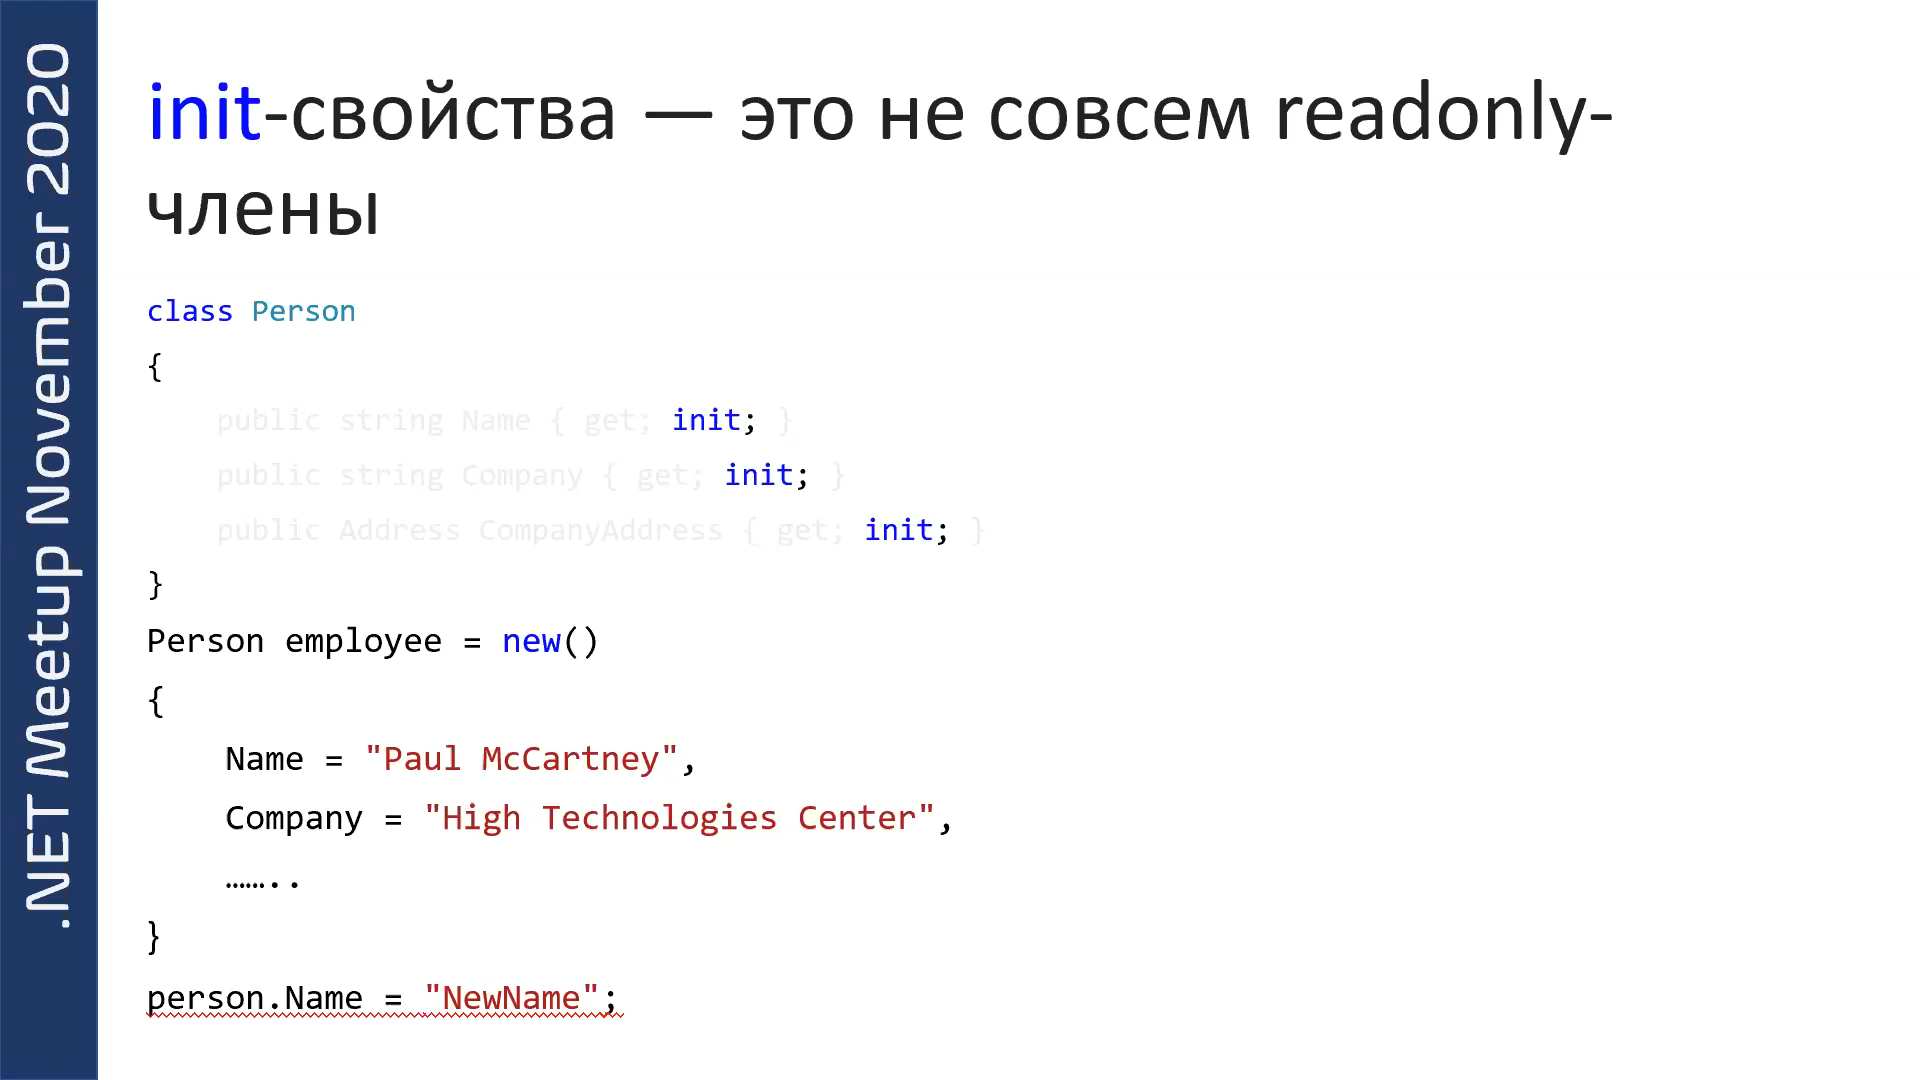 .NET Meetup November 2020
init-свойства — это не совсем readonly-
члены
class Person
{
public string Name { get; init; }
public string Company { get; init; }
public Address CompanyAddress { get; init; }
}
Person employee = new()
{
Name = "Paul McCartney",
Company = "High Technologies Center",
……..
}
person.Name = "NewName";